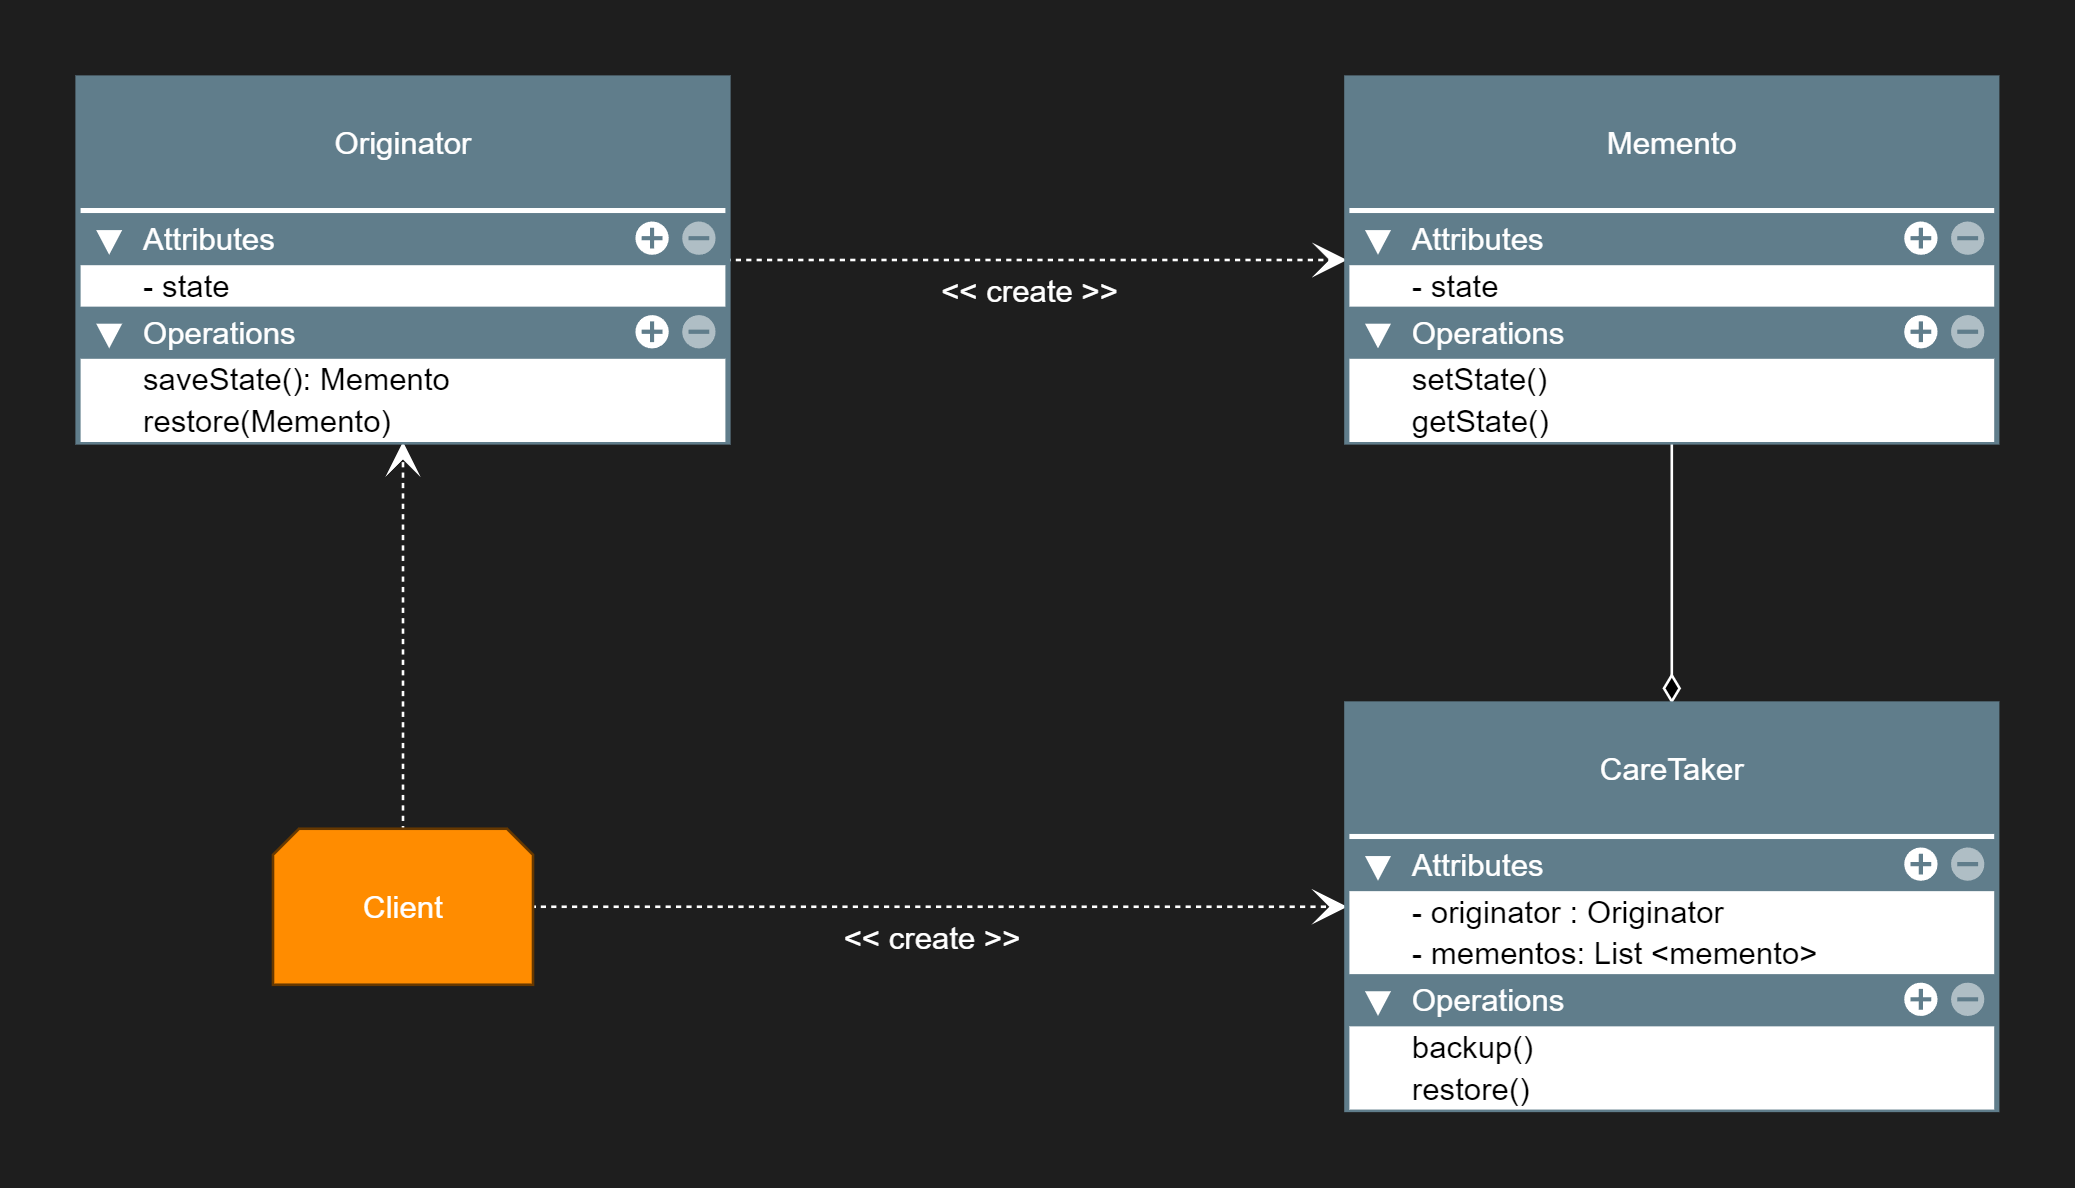 Originator
Attributes
- state
Operations
saveState(): Memento
restore(Memento)
<< create >>
Memento
Attributes
- state
Operations
setState()
getState()
Client
<< create >>
CareTaker
Attributes
- originator : Originator
- mementos: List <memento>
Operations
backup()
restore()